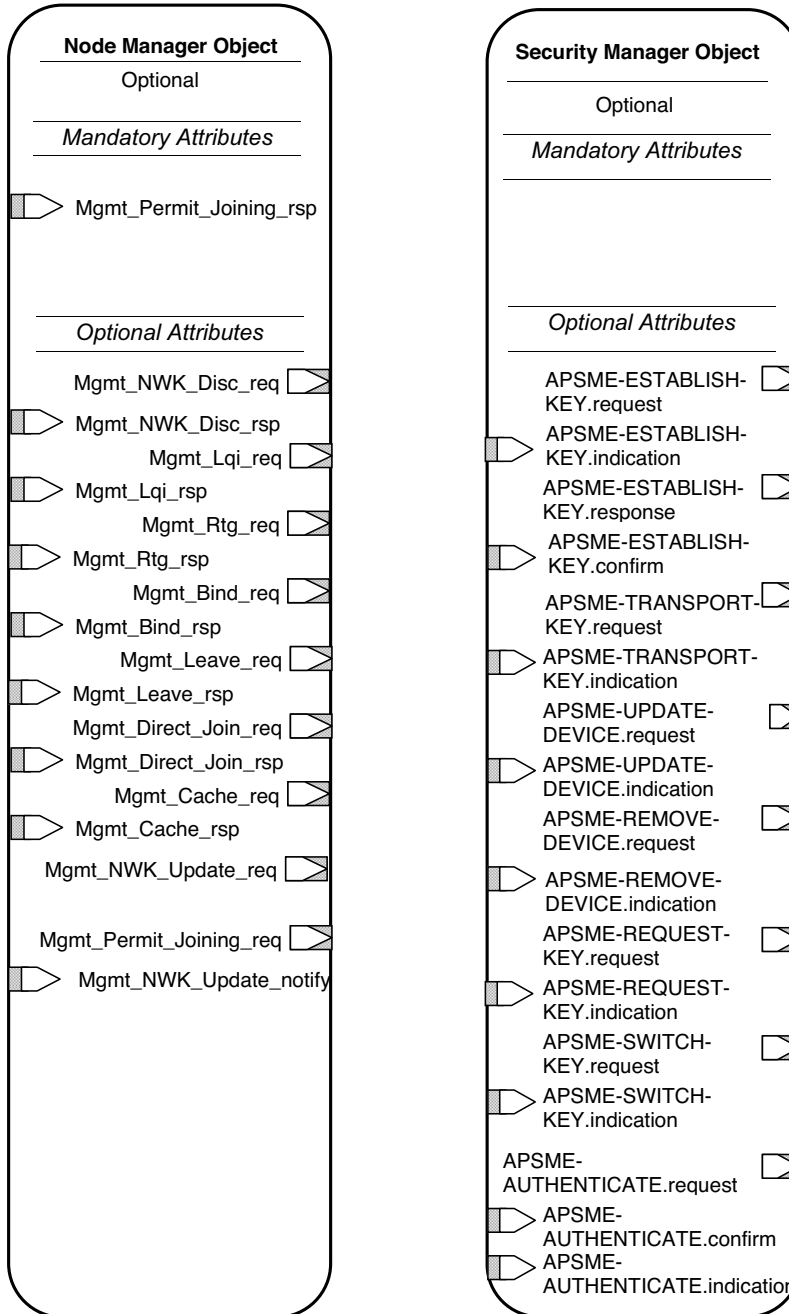 Node Manager Object
Optional
Mandatory Attributes
Mgmt_Permit_Joining_rsp
Optional Attributes
Mgmt_NWK_Disc_req
Mgmt_NWK_Disc_rsp
Mgmt_Lqi_req
Mgmt_Lqi_rsp
Mgmt_Rtg_req
Mgmt_Rtg_rsp
Mgmt_Bind_req
Mgmt_Bind_rsp
Mgmt_Leave_req
Mgmt_Leave_rsp
Mgmt_Direct_Join_req
Mgmt_Direct_Join_rsp
Mgmt_Cache_req
Mgmt_Cache_rsp
Mgmt_NWK_Update_req
Mgmt_Permit_Joining_req
Mgmt_NWK_Update_notify
Security Manager Object
Optional
Mandatory Attributes
Optional Attributes
APSME-ESTABLISH-
KEY.request
APSME-ESTABLISH-
KEY.indication
APSME-ESTABLISH-
KEY.response
APSME-ESTABLISH-
KEY.confirm
APSME-TRANSPORT-
KEY.request
APSME-TRANSPORT-
KEY.indication
APSME-UPDATE-
DEVICE.request
APSME-UPDATE-
DEVICE.indication
APSME-REMOVE-
DEVICE.request
APSME-REMOVE-
DEVICE.indication
APSME-REQUEST-
KEY.request
APSME-REQUEST-
KEY.indication
APSME-SWITCH-
KEY.request
APSME-SWITCH-
KEY.indication
APSME-
AUTHENTICATE.request
APSME-
AUTHENTICATE.confirm
APSME-
AUTHENTICATE.indication